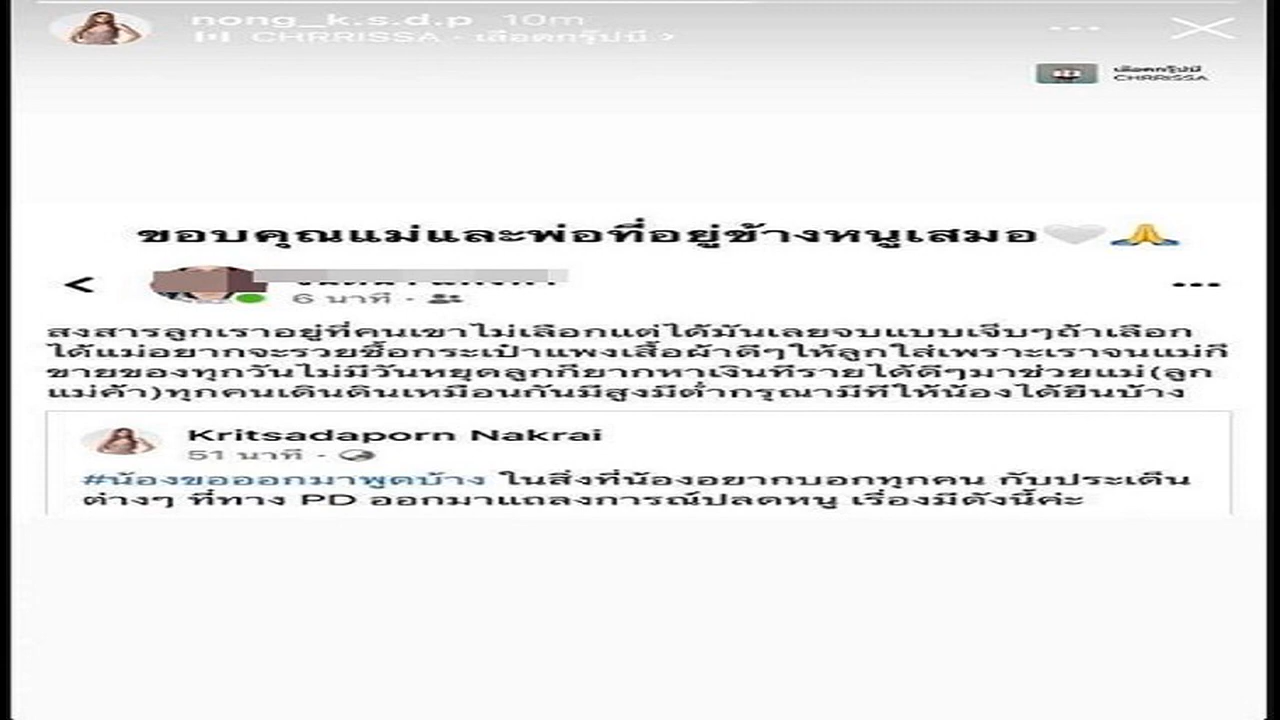 nong_k.s.d.p 10m
CHRRISSA · เลือดกรุ๊ปบี >
เลือดกรุ๊ปบี
CHRRISSA
ขอบคุณแม่และพ่อที่อยู่ข้างหนูเสมอ🤍🙏
6 นาที ·
สงสารลูกเราอยู่ที่คนเขาไม่เลือกแต่ได้มันเลยจบแบบเจ็บๆถ้าเลือก
ได้แม่อยากจะรวยซื้อกระเป๋าแพงเสื้อผ้าดีๆให้ลูกใส่เพราะเราจนแม่ก็
ขายของทุกวันไม่มีวันหยุดลูกก็ยากหาเงินที่รายได้ดีๆมาช่วยแม่(ลูก
แม่ค้า)ทุกคนเดินดินเหมือนกันมีสูงมีต่ำกรุณามีที่ให้น้องได้ยืนบ้าง
Kritsadaporn Nakrai
51 นาที ·
#น้องขอออกมาพูดบ้าง ในสิ่งที่น้องอยากบอกทุกคน กับประเด็น
ต่างๆ ที่ทาง PD ออกมาแถลงการณ์ปลดหนู เรื่องมีดังนี้ค่ะ